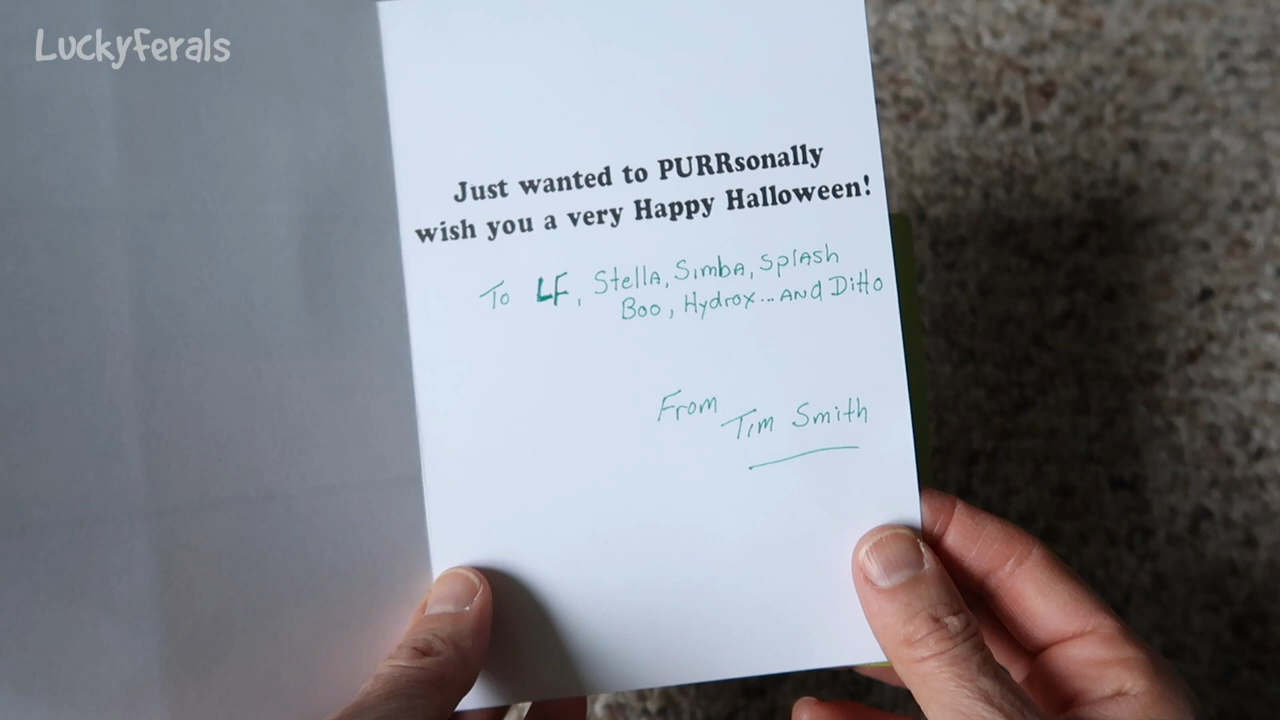 LuckyFerals
Just wanted to PURRsonally
wish you a very Happy Halloween!
To LF, Stella, Simba, Splash
Boo, Hydrox... and Ditto
From
Tim Smith